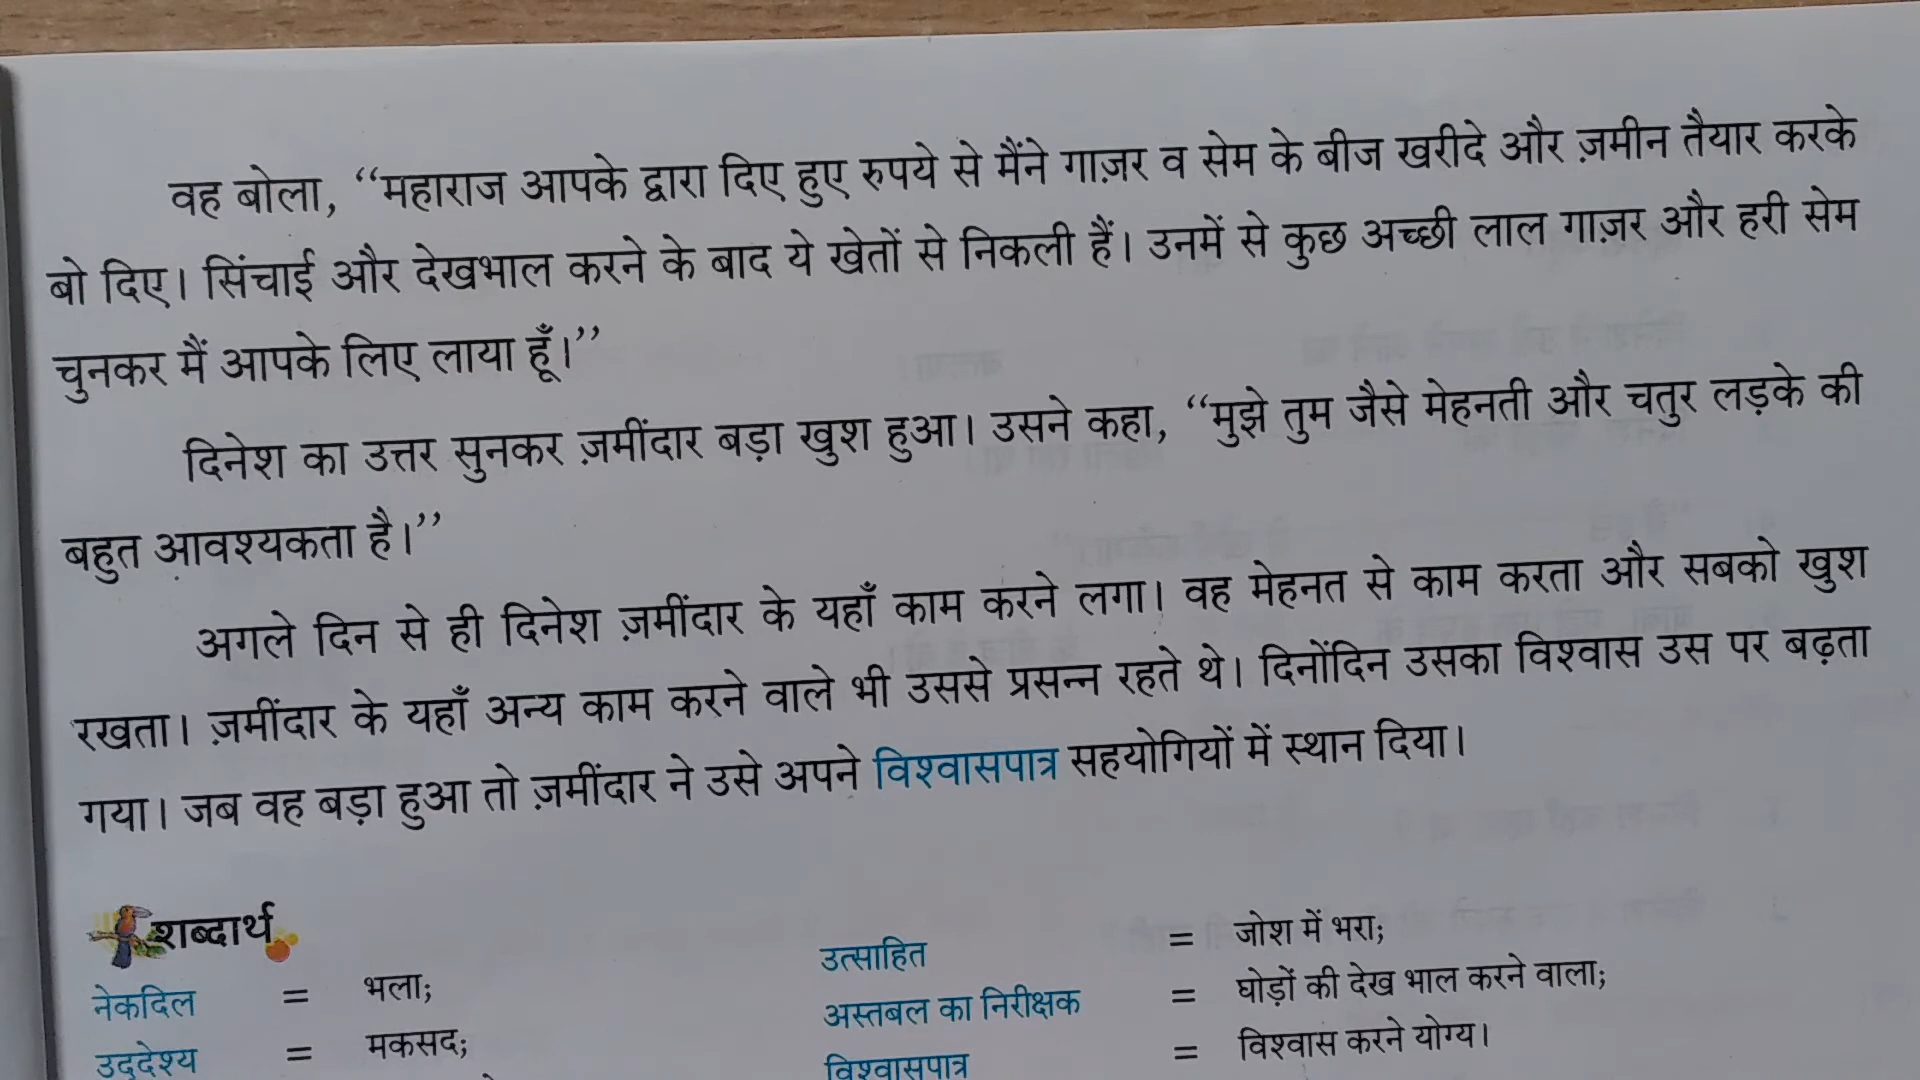 वह बोला, “महाराज आपके द्वारा दिए हुए रुपये से मैंने गाज़र व सेम के बीज खरीदे और ज़मीन तैयार करके
बो दिए। सिंचाई और देखभाल करने के बाद ये खेतों से निकली हैं। उनमें से कुछ अच्छी लाल गाज़र और हरी सेम
चुनकर मैं आपके लिए लाया हूँ।”
दिनेश का उत्तर सुनकर ज़मींदार बड़ा खुश हुआ। उसने कहा, “मुझे तुम जैसे मेहनती और चतुर लड़के की
बहुत आवश्यकता है।”
अगले दिन से ही दिनेश ज़मींदार के यहाँ काम करने लगा। वह मेहनत से काम करता और सबको खुश
रखता। ज़मींदार के यहाँ अन्य काम करने वाले भी उससे प्रसन्न रहते थे। दिनोंदिन उसका विश्वास उस पर बढ़ता
गया। जब वह बड़ा हुआ तो ज़मींदार ने उसे अपने विश्वासपात्र सहयोगियों में स्थान दिया।
शब्दार्थ
नेकदिल = भला;
उद्देश्य = मकसद;
उत्साहित = जोश में भरा;
अस्तबल का निरीक्षक = घोड़ों की देख भाल करने वाला;
विश्वासपात्र = विश्वास करने योग्य।